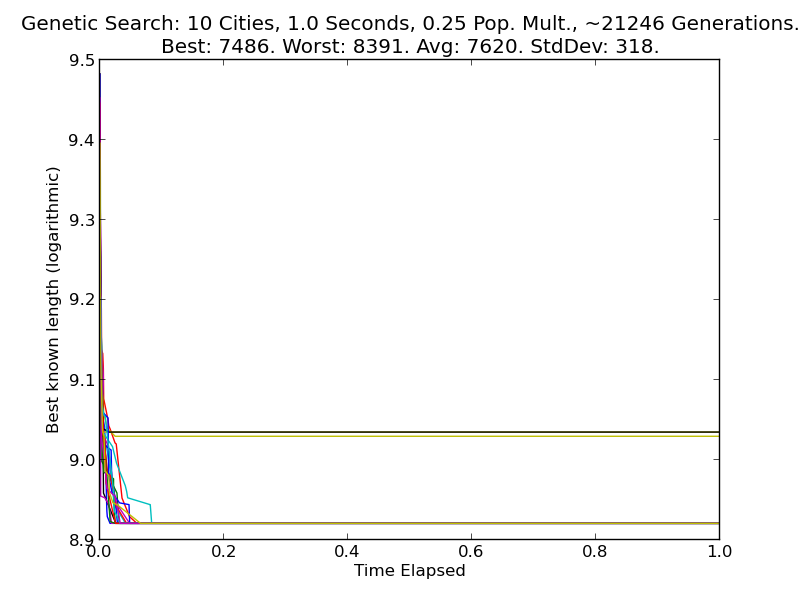 Genetic Search: 10 Cities, 1.0 Seconds, 0.25 Pop. Mult., ~21246 Generations.
Best: 7486. Worst: 8391. Avg: 7620. StdDev: 318.
9.5
9.4
9.3
9.2
9.1
9.0
8.9
Best known length (logarithmic)
0.0 0.2 0.4 0.6 0.8 1.0
Time Elapsed